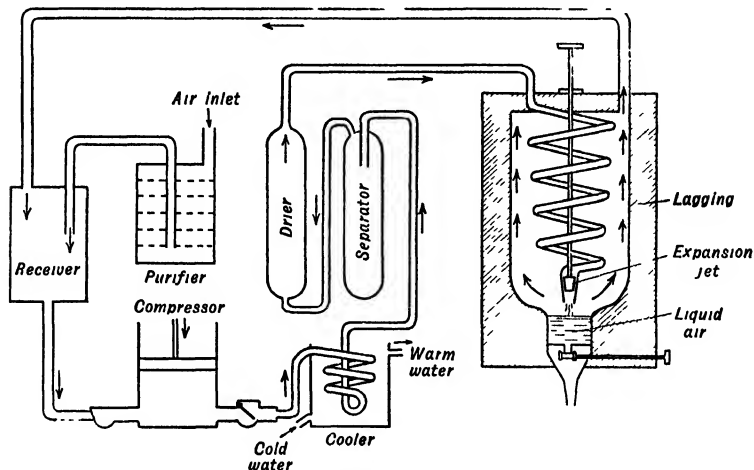 Air inlet
Receiver
Purifier
Compressor
Drier
Separator
Warm
water
Cold
water
Cooler
Lagging
Expansion
jet
Liquid
air